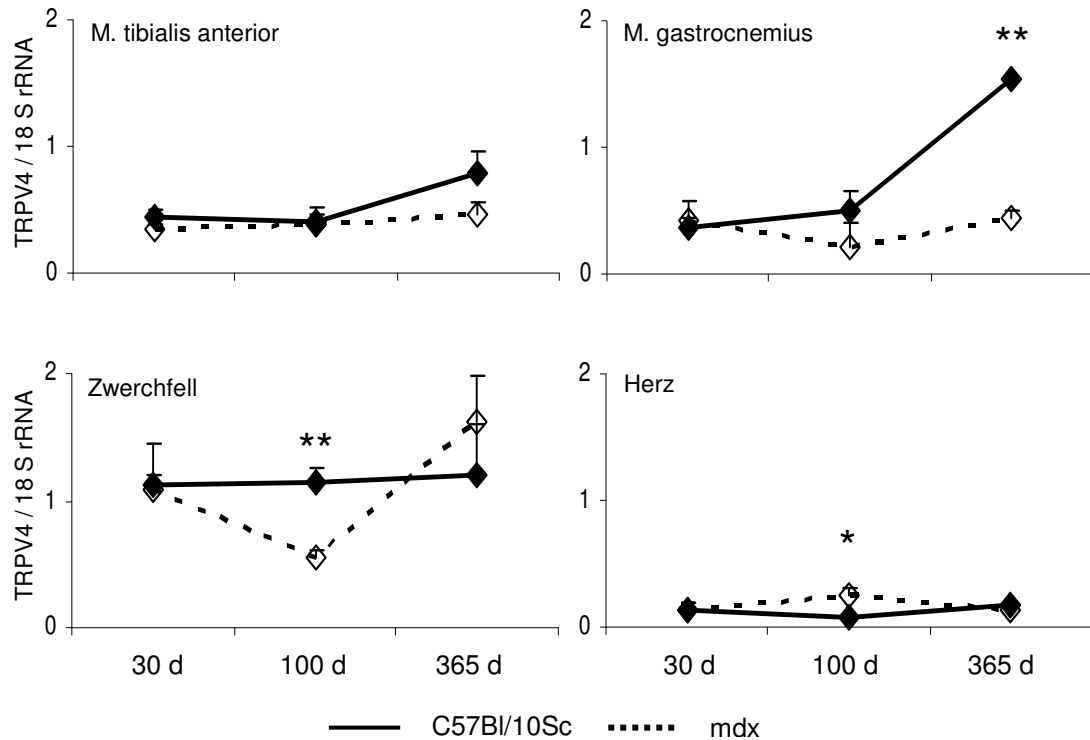 M. tibialis anterior
TRPV4 / 18 S rRNA
2
1
0
M. gastrocnemius
**
2
1
0
Zwerchfell
TRPV4 / 18 S rRNA
**
2
1
0
30 d 100 d 365 d
Herz
*
2
1
0
30 d 100 d 365 d
C57Bl/10Sc mdx